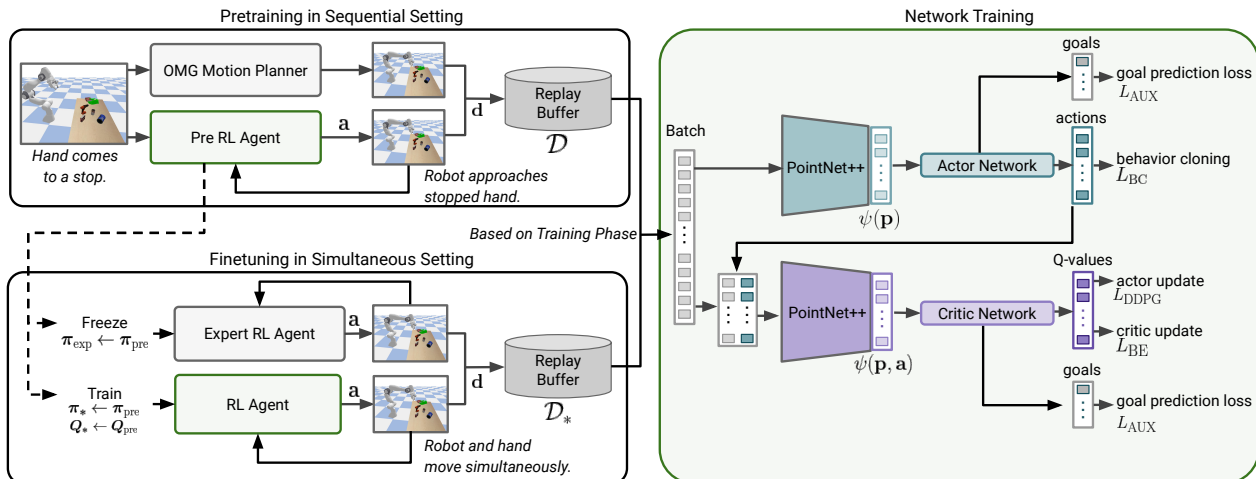 Pretraining in Sequential Setting
OMG Motion Planner
Pre RL Agent
a
d
Replay
Buffer
𝒟
Hand comes
to a stop.
Robot approaches
stopped hand.
Based on Training Phase
Finetuning in Simultaneous Setting
Freeze
π_exp ← π_pre
Expert RL Agent
a
Train
π_* ← π_pre
Q_* ← Q_pre
RL Agent
a
d
Replay
Buffer
𝒟_*
Robot and hand
move simultaneously.
Network Training
Batch
PointNet++
ψ(p)
Actor Network
goals
goal prediction loss
L_AUX
actions
behavior cloning
L_BC
PointNet++
ψ(p, a)
Critic Network
Q-values
actor update
L_DDPG
critic update
L_BE
goals
goal prediction loss
L_AUX